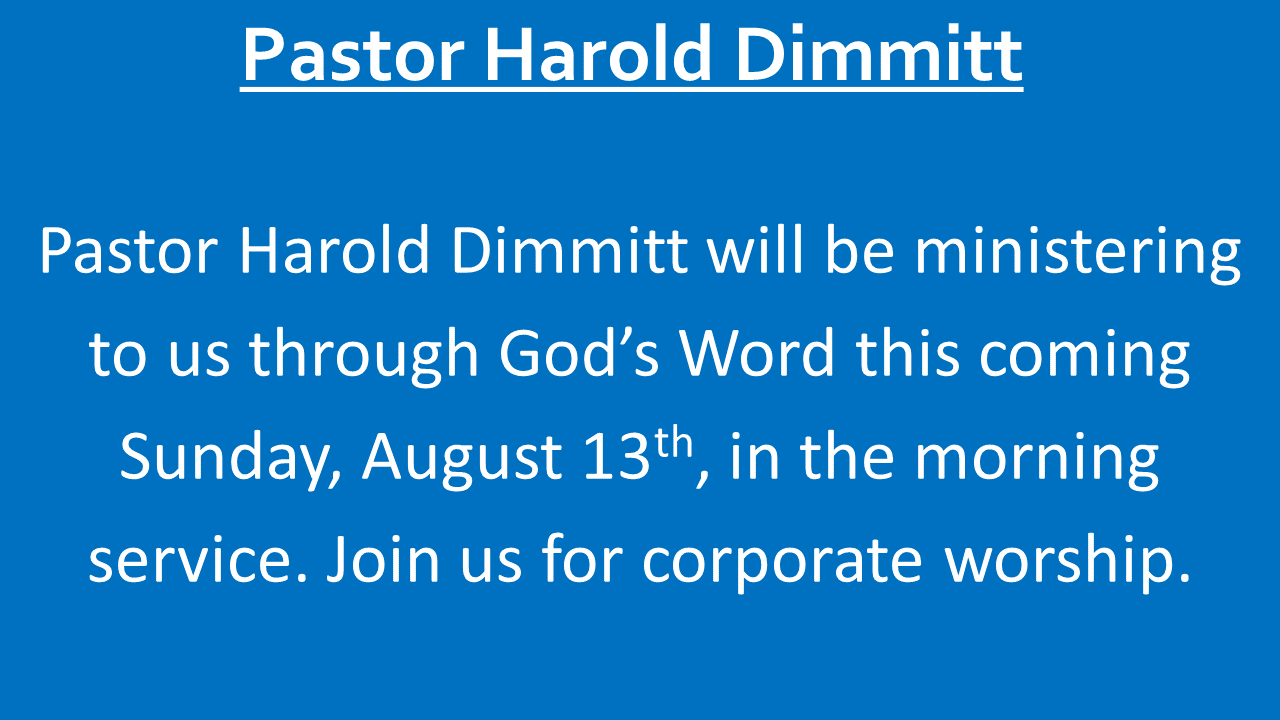 Pastor Harold Dimmitt
Pastor Harold Dimmitt will be ministering
to us through God’s Word this coming
Sunday, August 13th, in the morning
service. Join us for corporate worship.